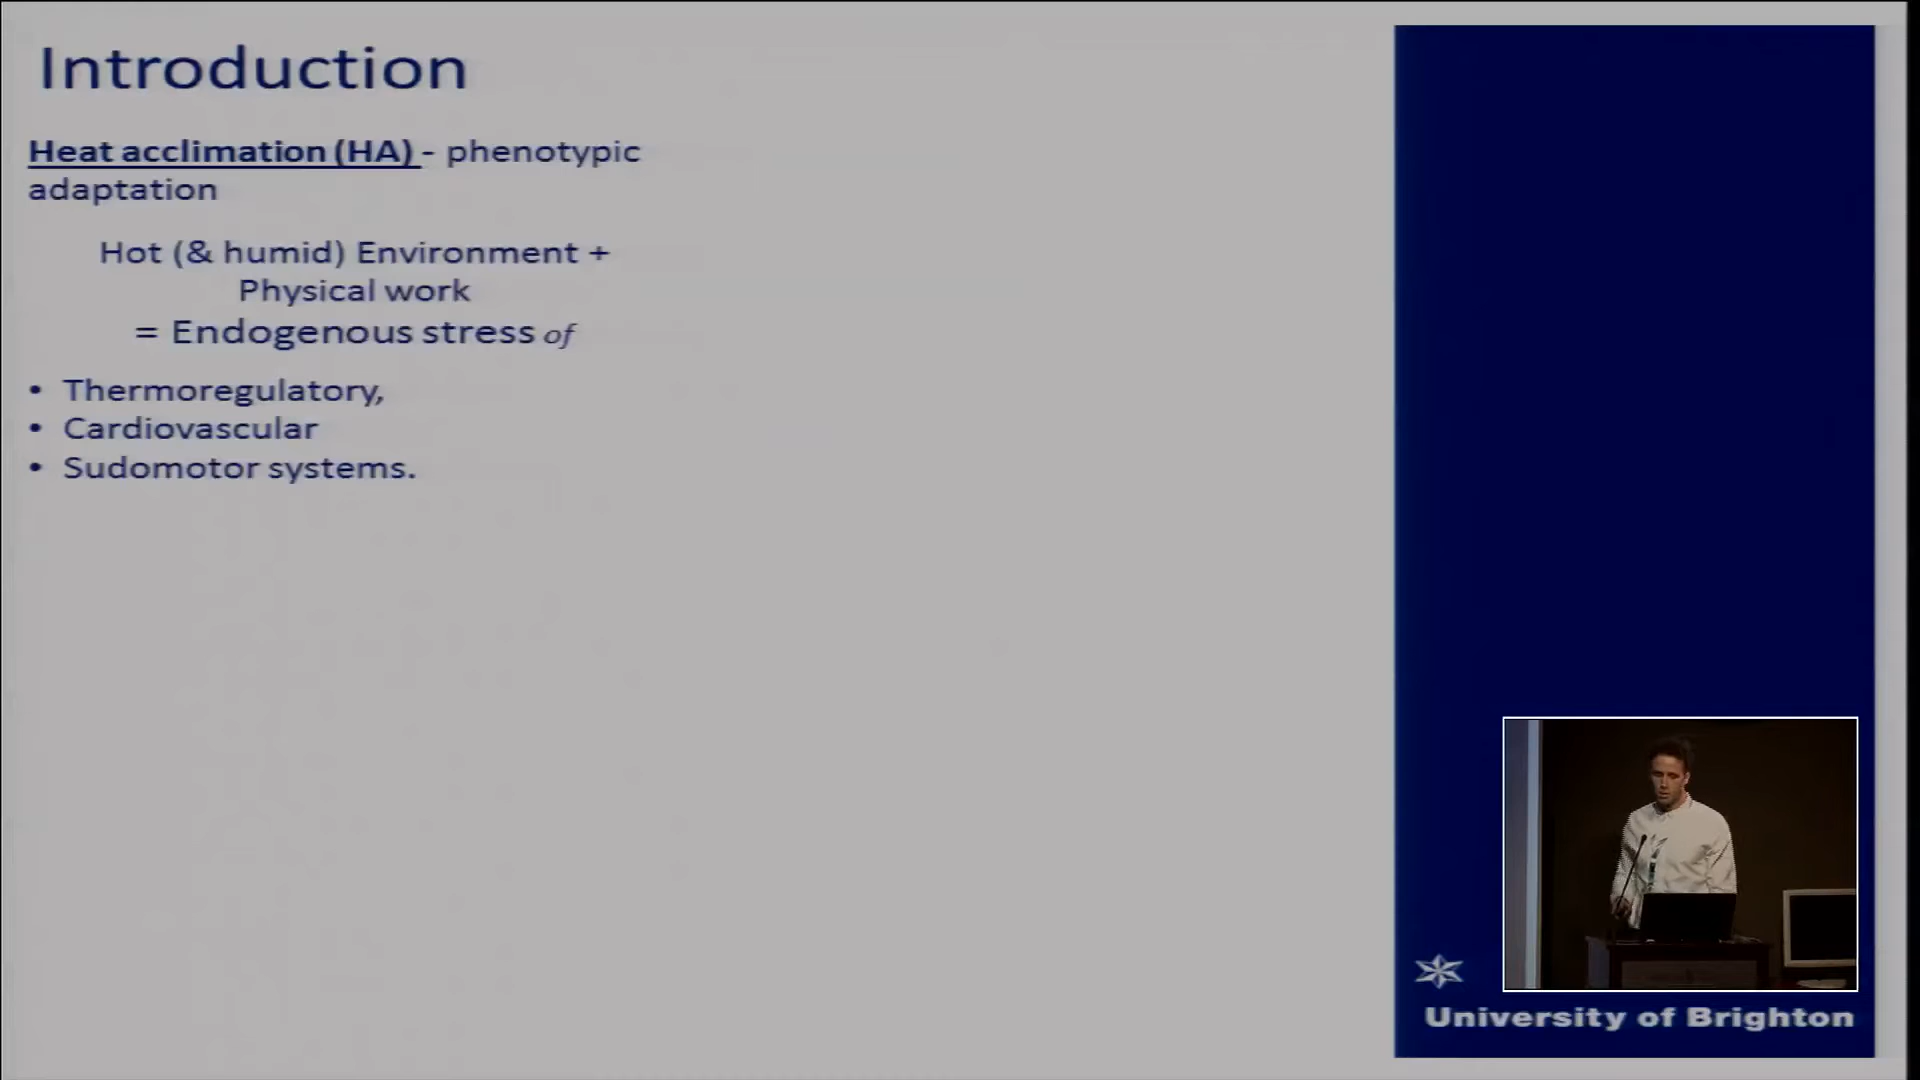 Introduction
Heat acclimation (HA) - phenotypic
adaptation
Hot (& humid) Environment +
Physical work
= Endogenous stress of
• Thermoregulatory,
• Cardiovascular
• Sudomotor systems.
University of Brighton